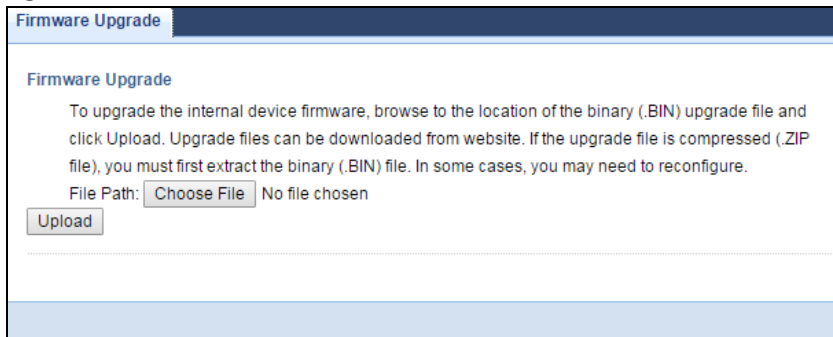 Firmware Upgrade
Firmware Upgrade
To upgrade the internal device firmware, browse to the location of the binary (.BIN) upgrade file and
click Upload. Upgrade files can be downloaded from website. If the upgrade file is compressed (.ZIP
file), you must first extract the binary (.BIN) file. In some cases, you may need to reconfigure.
File Path: Choose File No file chosen
Upload